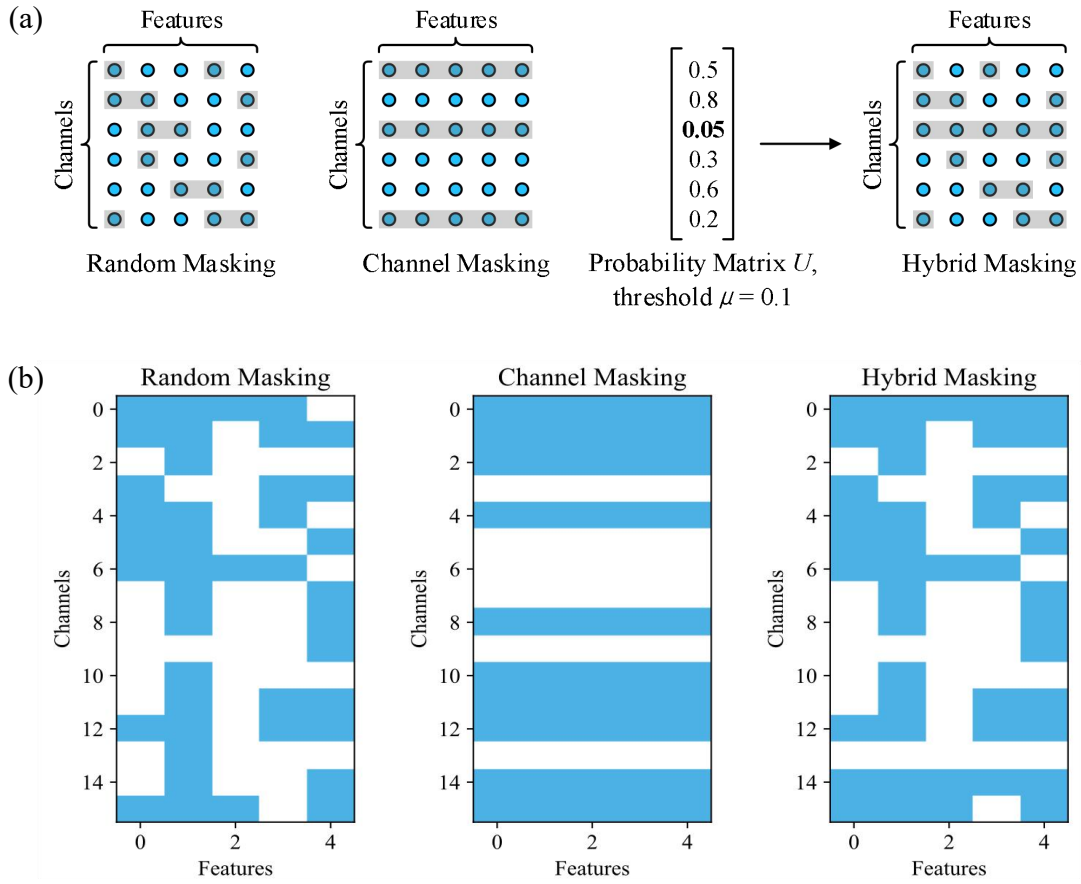 (a)
Features
Channels
Random Masking
Features
Channels
Channel Masking
0.5
0.8
0.05
0.3
0.6
0.2
Probability Matrix U,
threshold μ = 0.1
Features
Channels
Hybrid Masking
(b)
Random Masking
Channels
0
2
4
6
8
10
12
14
0 2 4
Features
Channel Masking
Channels
0
2
4
6
8
10
12
14
0 2 4
Features
Hybrid Masking
Channels
0
2
4
6
8
10
12
14
0 2 4
Features